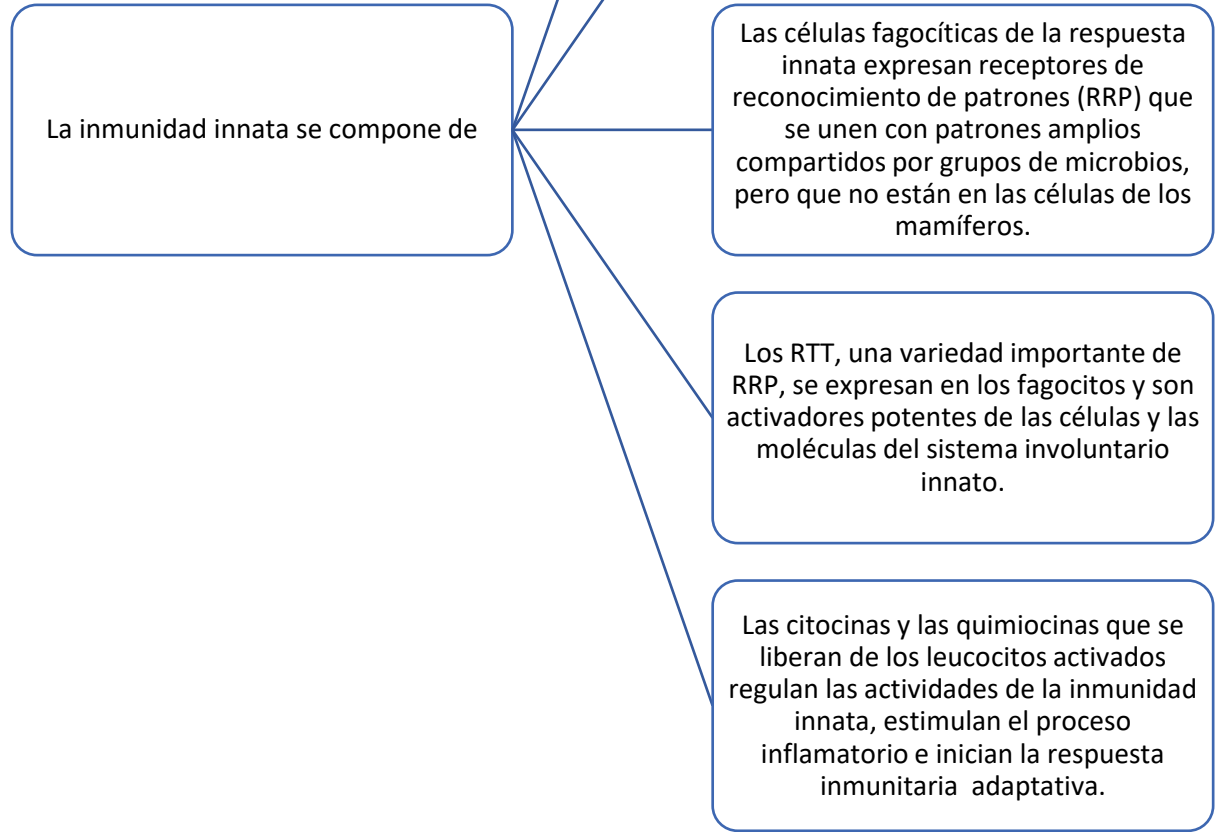 La inmunidad innata se compone de
Las células fagocíticas de la respuesta
innata expresan receptores de
reconocimiento de patrones (RRP) que
se unen con patrones amplios
compartidos por grupos de microbios,
pero que no están en las células de los
mamíferos.
Los RTT, una variedad importante de
RRP, se expresan en los fagocitos y son
activadores potentes de las células y las
moléculas del sistema involuntario
innato.
Las citocinas y las quimiocinas que se
liberan de los leucocitos activados
regulan las actividades de la inmunidad
innata, estimulan el proceso
inflamatorio e inician la respuesta
inmunitaria  adaptativa.